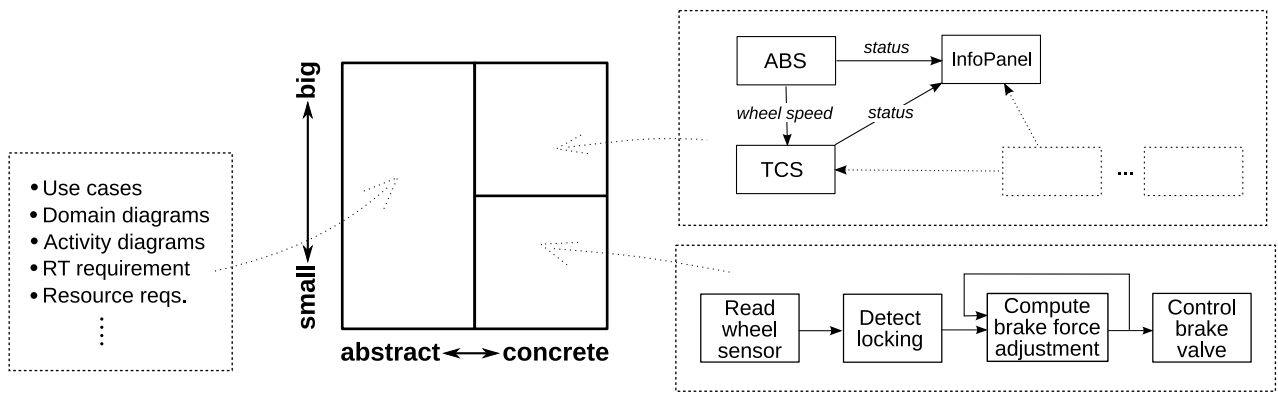 • Use cases
• Domain diagrams
• Activity diagrams
• RT requirement
• Resource reqs.
small
big
abstract
concrete
ABS
status
InfoPanel
wheel speed
status
TCS
...
Read
wheel
sensor
Detect
locking
Compute
brake force
adjustment
Control
brake
valve